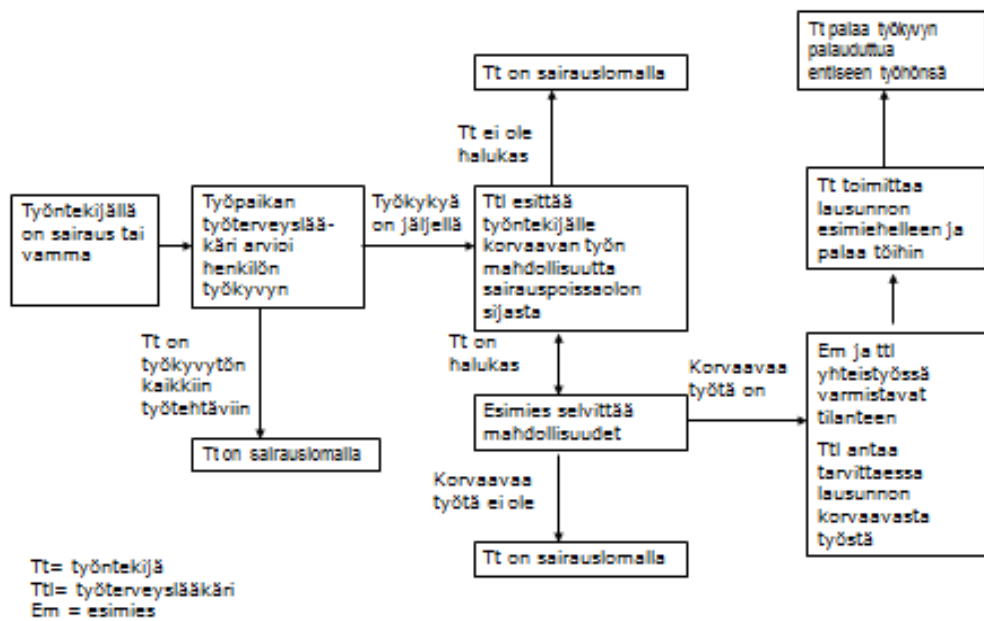 Työntekijällä
on sairaus tai
vamma
Työpaikan
työterveyslää-
käri arvioi
henkilön
työkyvyn
Tt on
työkyvytön
kaikkiin
työtehtäviin
Tt on sairauslomalla
Työkykyä
on jäljellä
Ttl esittää
työntekijälle
korvaavan työn
mahdollisuutta
sairauspoissaolon
sijasta
Tt ei ole
halukas
Tt on sairauslomalla
Tt on
halukas
Esimies selvittää
mahdollisuudet
Korvaavaa
työtä ei ole
Tt on sairauslomalla
Korvaavaa
työtä on
Em ja ttl
yhteistyössä
varmistavat
tilanteen
Ttl antaa
tarvittaessa
lausunnon
korvaavasta
työstä
Tt toimittaa
lausunnon
esimiehelleen ja
palaa töihin
Tt palaa työkyvyn
palauduttua
entiseen työhönsä
Tt= työntekijä
Ttl= työterveyslääkäri
Em = esimies